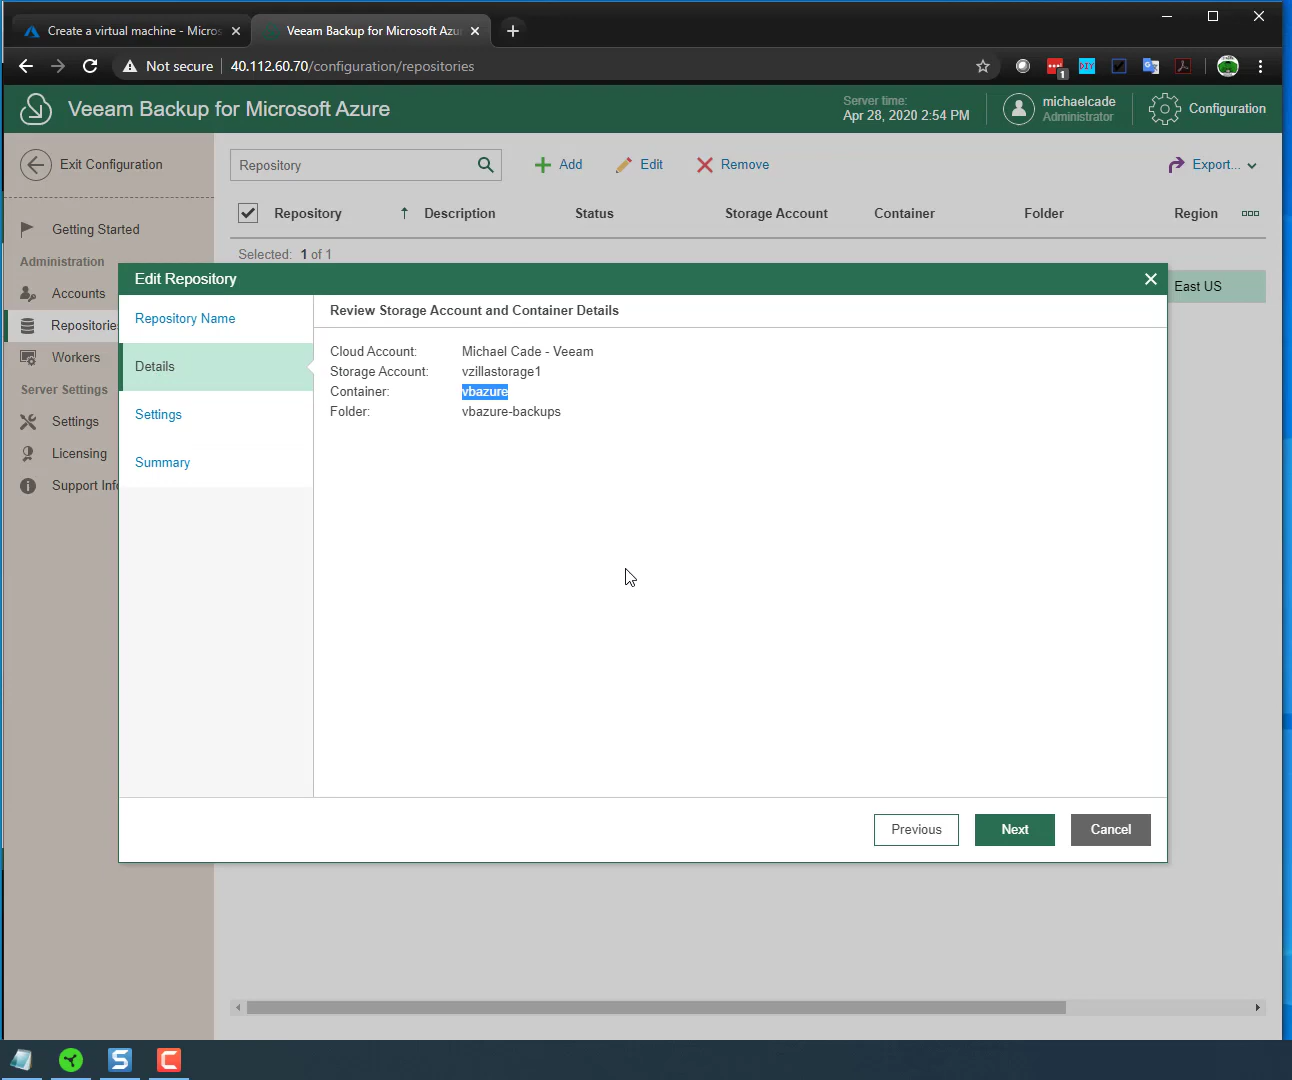 Create a virtual machine - Micros
Veeam Backup for Microsoft Azu
Not secure
40.112.60.70/configuration/repositories
1
DIY
Veeam Backup for Microsoft Azure
Server time:
Apr 28, 2020 2:54 PM
michaelcade
Administrator
Configuration
Exit Configuration
Repository
Add
Edit
Remove
Export...
Repository
Description
Status
Storage Account
Container
Folder
Region
Selected: 1 of 1
Getting Started
Administration
Accounts
Repositories
Workers
Server Settings
Settings
Licensing
Support Info
East US
Edit Repository
Repository Name
Details
Settings
Summary
Review Storage Account and Container Details
Cloud Account: Michael Cade - Veeam
Storage Account: vzillastorage1
Container: vbazure
Folder: vbazure-backups
Previous
Next
Cancel
S
C